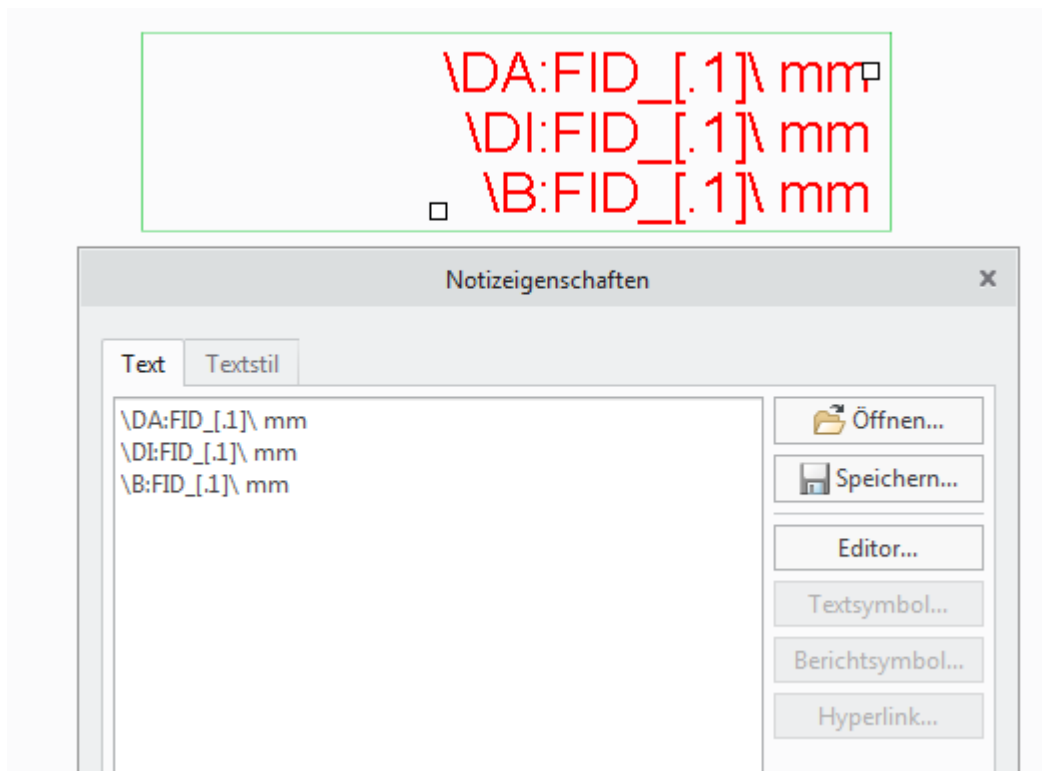 \DA:FID_[.1]\ mm
\DI:FID_[.1]\ mm
\B:FID_[.1]\ mm
Notizeigenschaften x
Text Textstil
\DA:FID_[.1]\ mm
\DI:FID_[.1]\ mm
\B:FID_[.1]\ mm
Öffnen...
Speichern...
Editor...
Textsymbol...
Berichtsymbol...
Hyperlink...